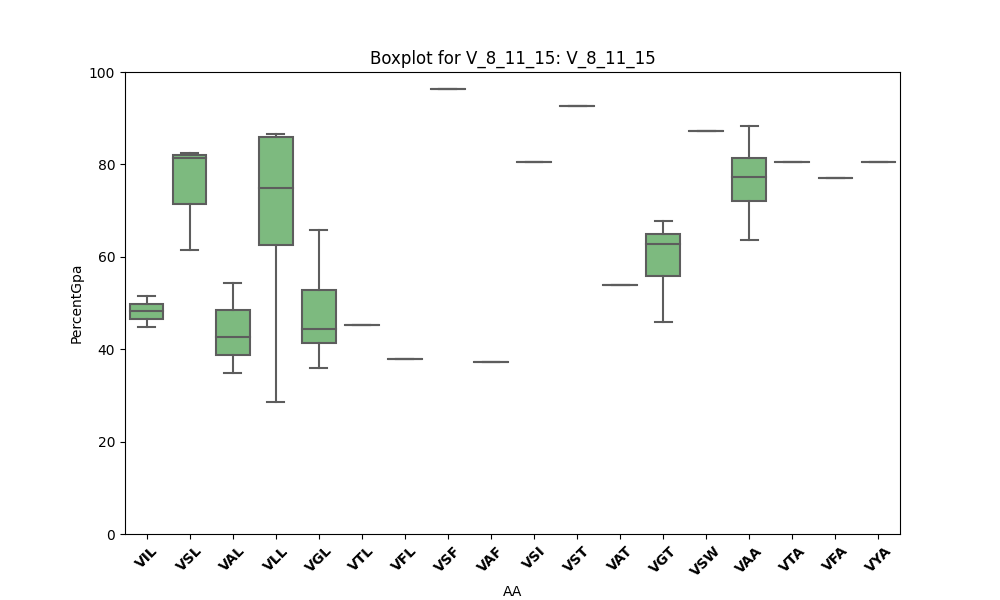 Boxplot for V_8_11_15: V_8_11_15
100
80
60
40
20
0
PercentGpa
VIL VSL VAL VLL VGL VTL VFL VSF VAF VSI VST VAT VGT VSW VAA VTA VFA VYA
AA